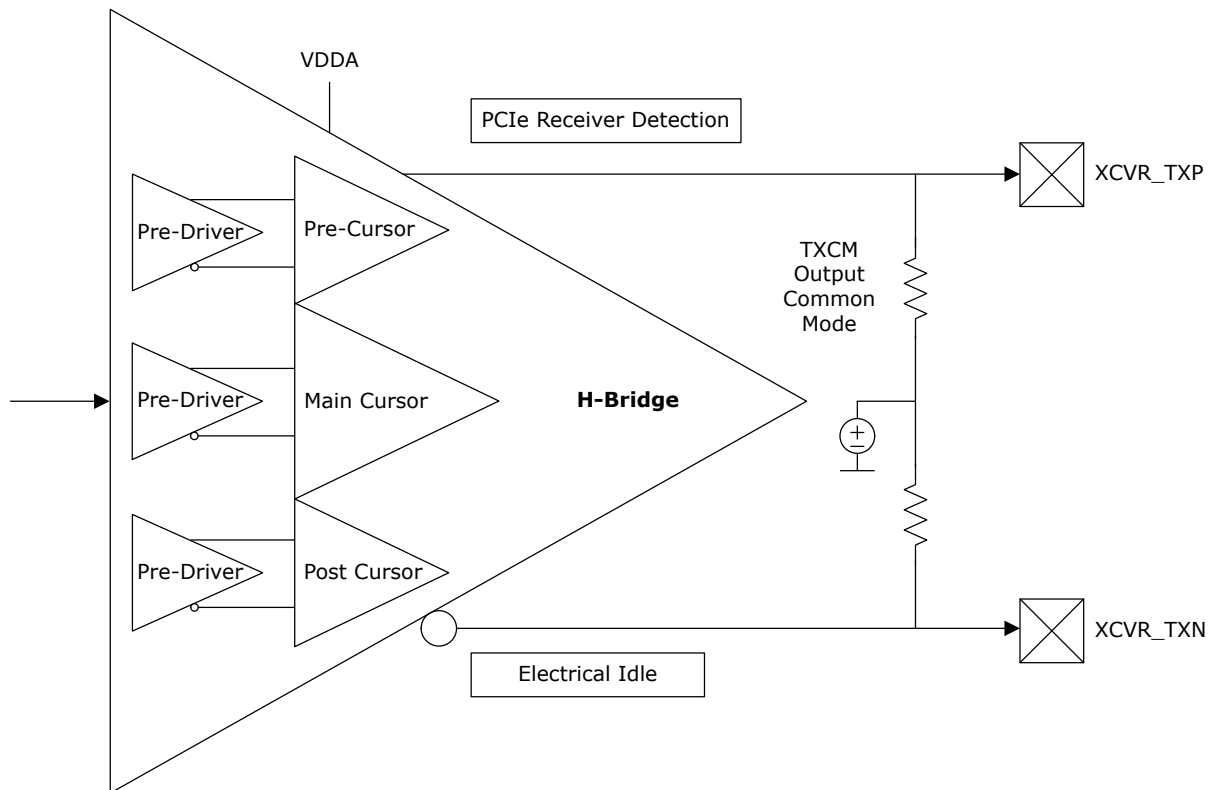 VDDA
PCIe Receiver Detection
XCVR_TXP
Pre-Driver
Pre-Cursor
TXCM
Output
Common
Mode
Pre-Driver
Main Cursor
H-Bridge
+
−
Pre-Driver
Post Cursor
XCVR_TXN
Electrical Idle